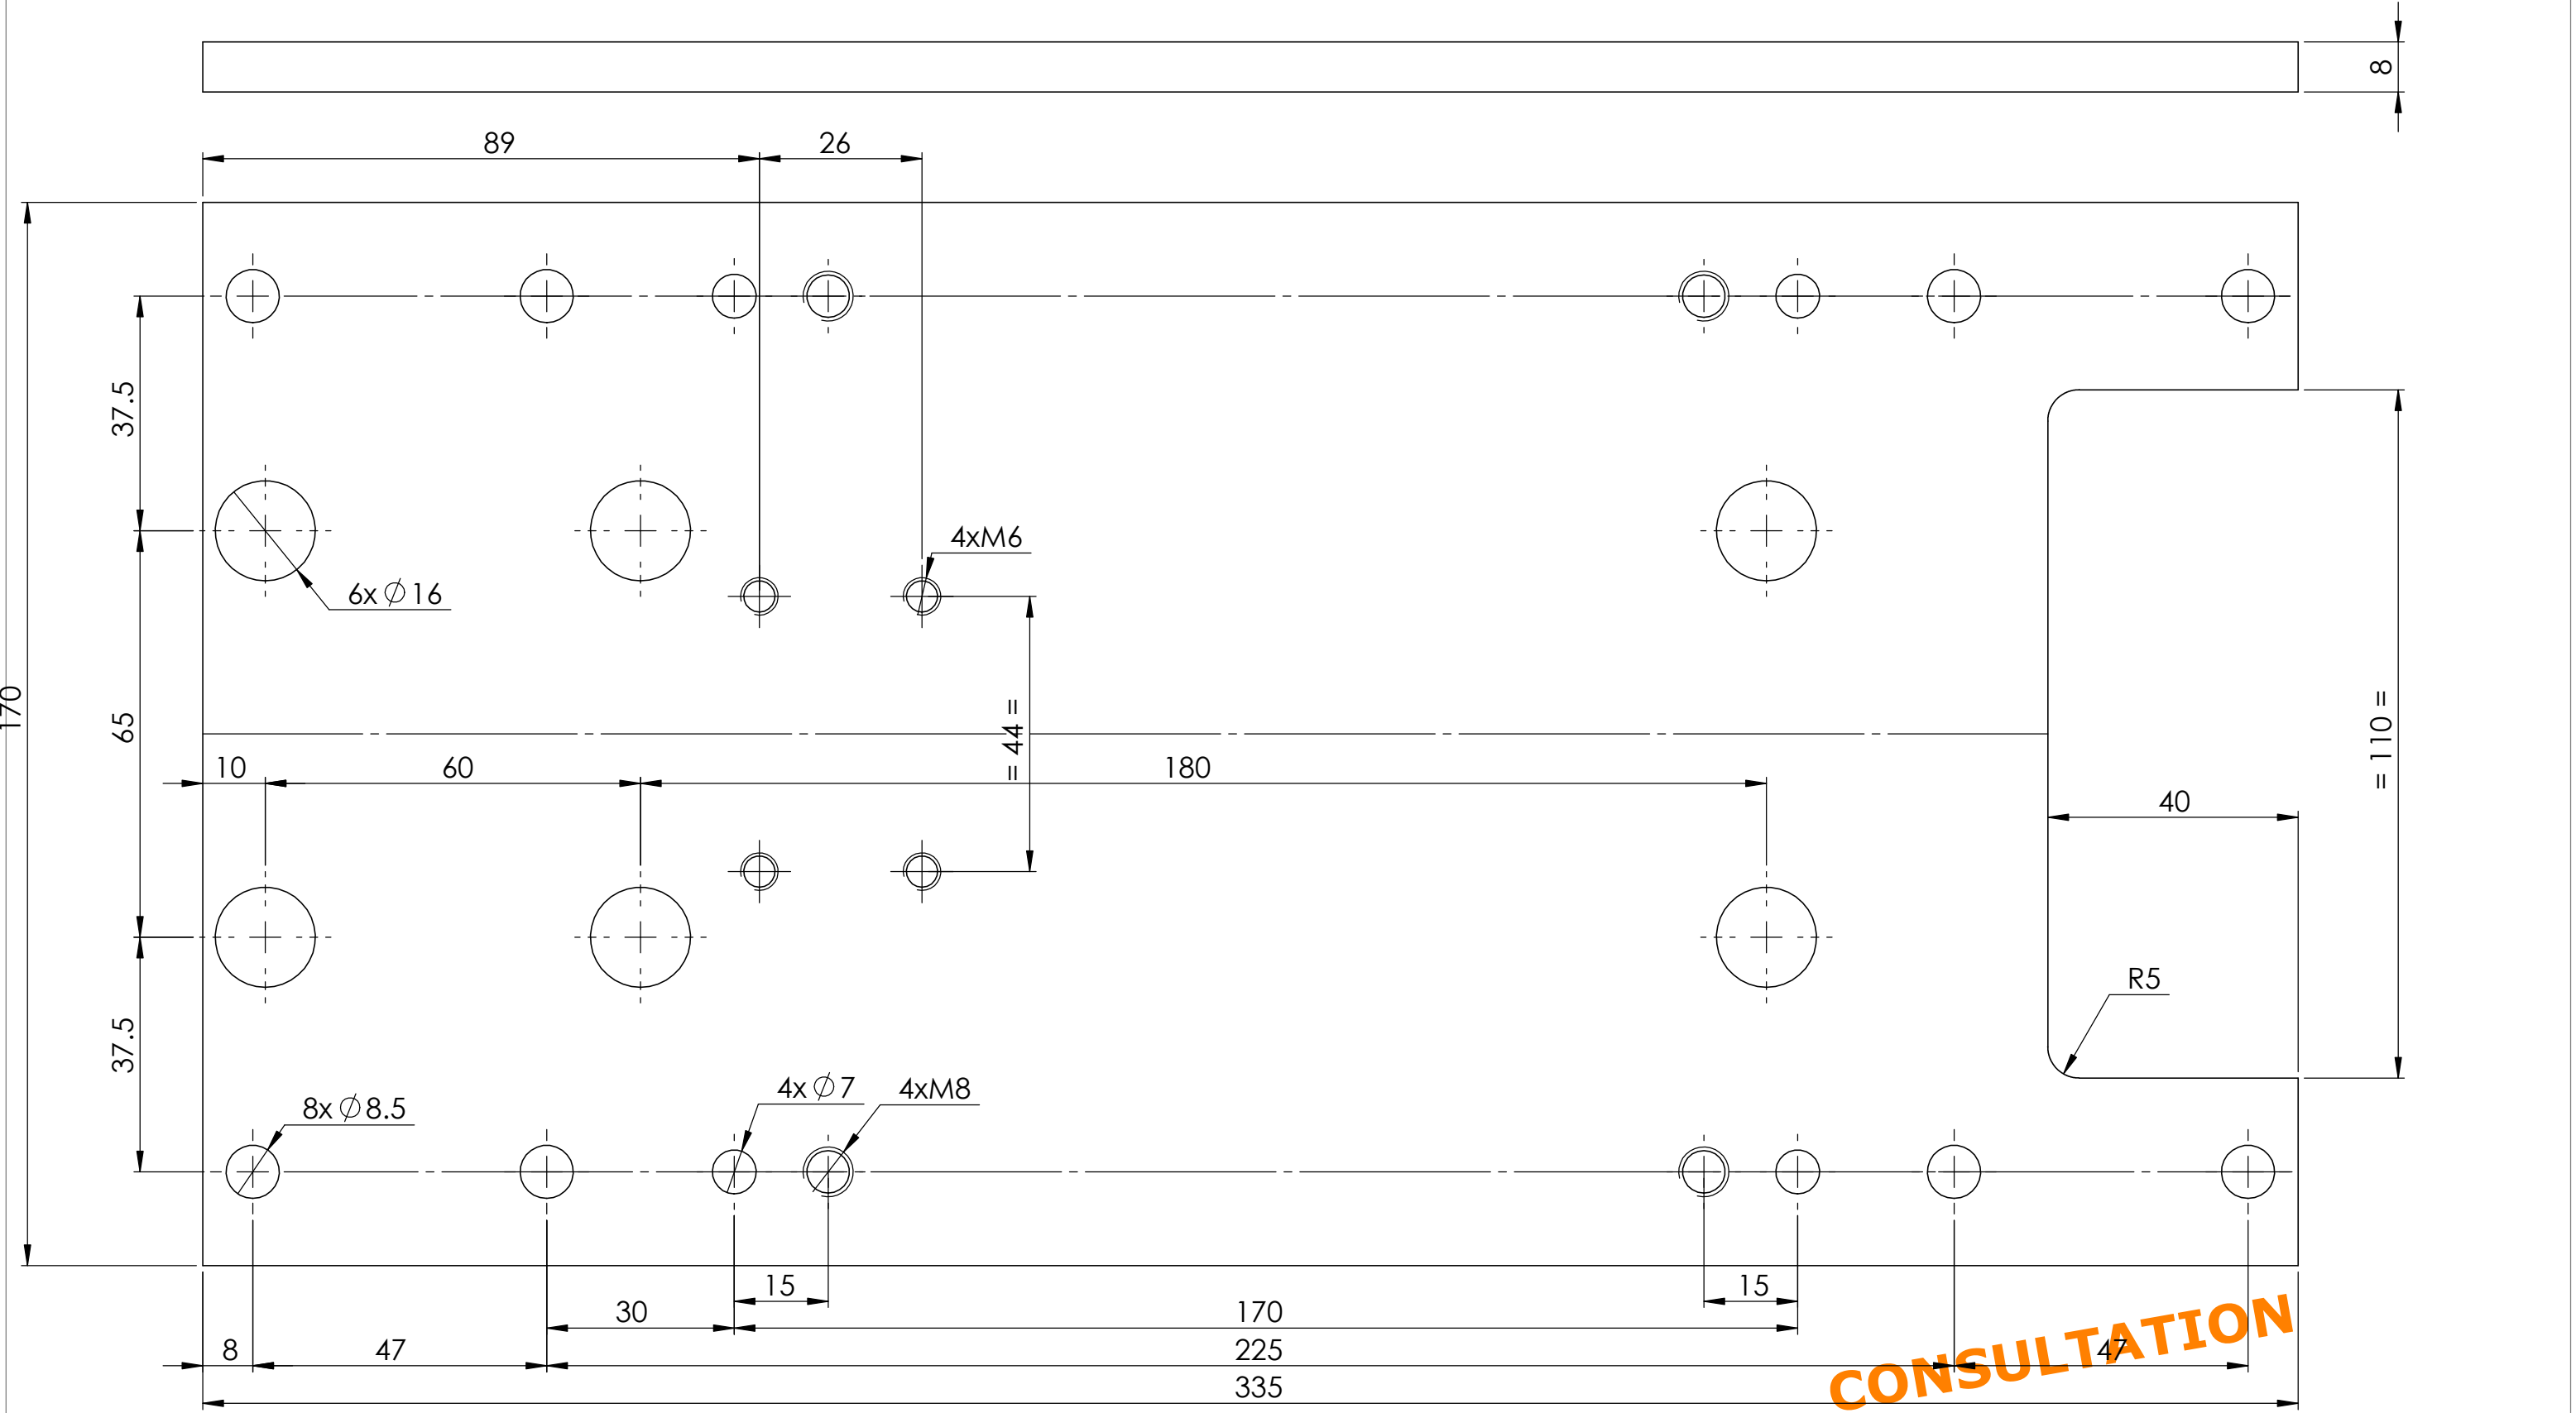 8
89
26
37.5
4xM6
6x∅16
170
65
= 44 =
= 110 =
10
60
180
40
R5
37.5
8x∅8.5
4x∅7
4xM8
15
15
30
170
8
47
225
47
335
CONSULTATION